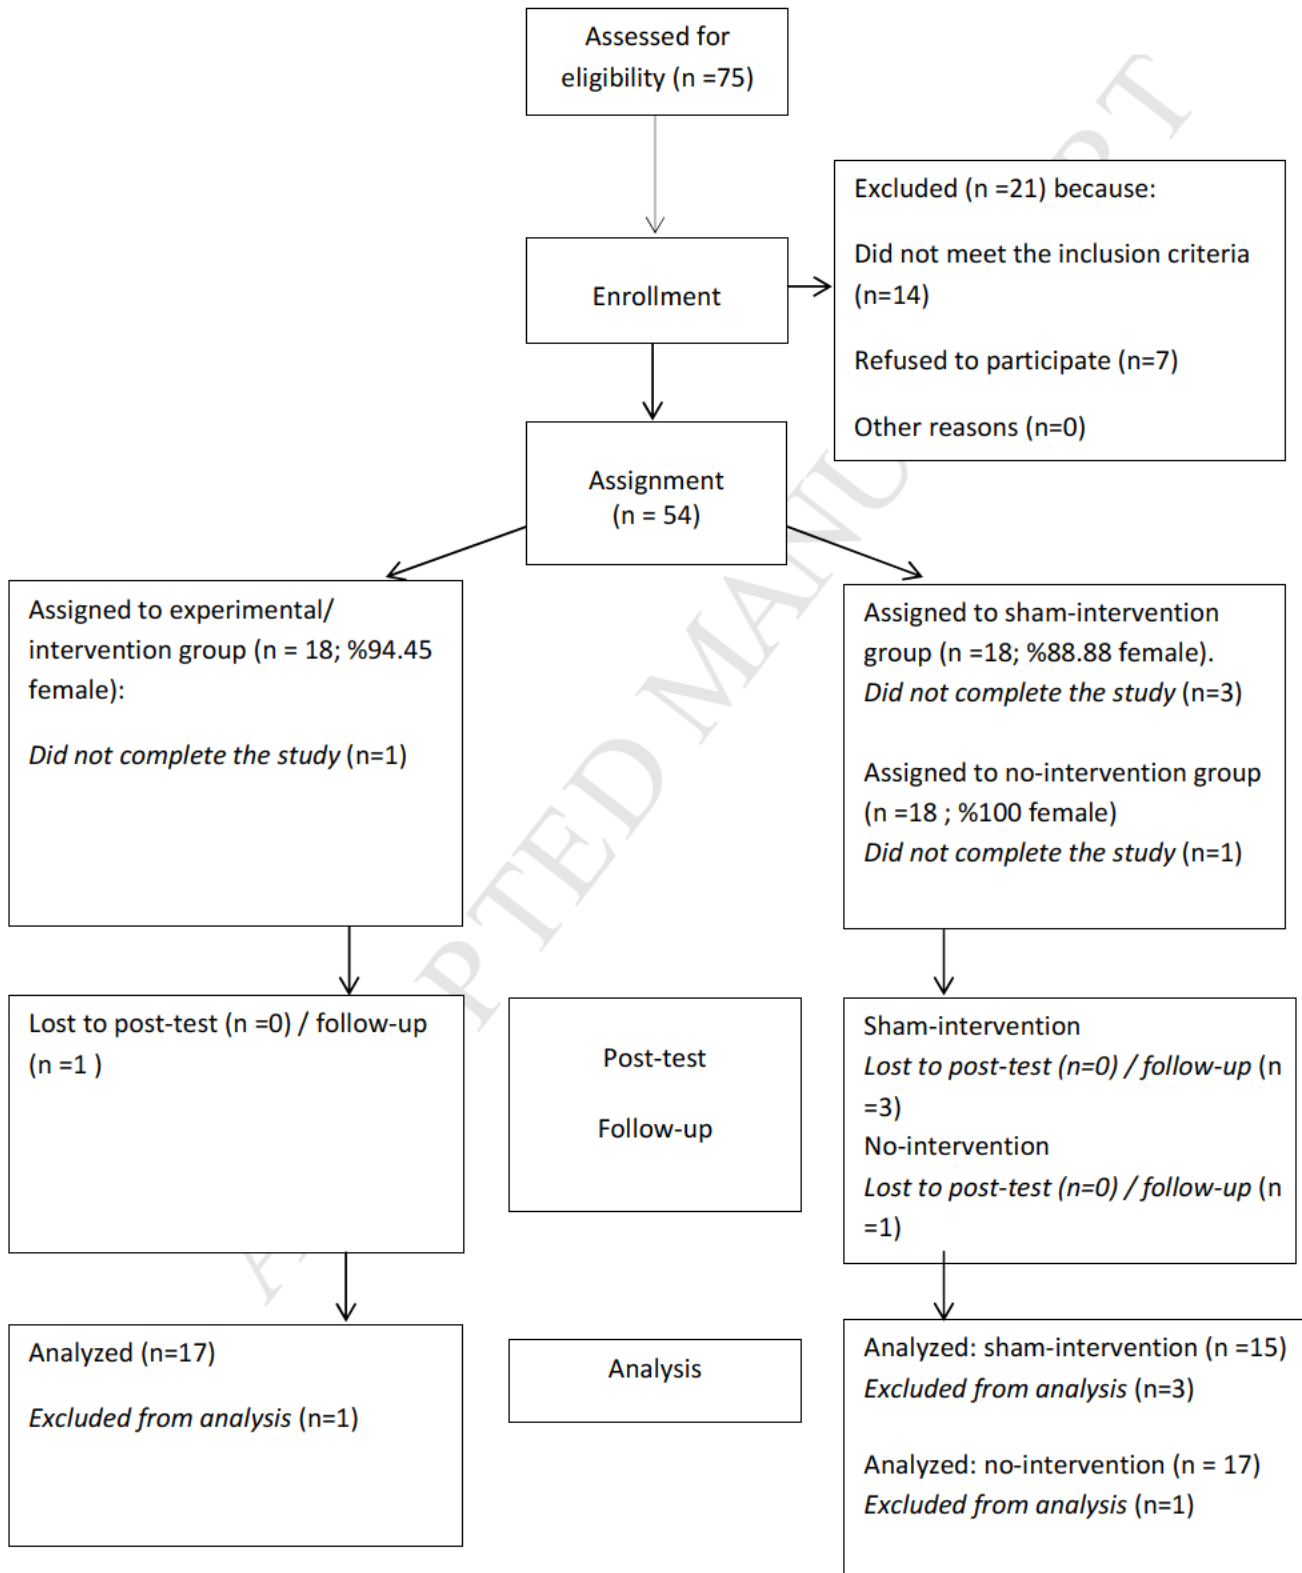 Assessed for
eligibility (n =75)
Excluded (n =21) because:
Did not meet the inclusion criteria
(n=14)
Refused to participate (n=7)
Other reasons (n=0)
Enrollment
Assignment
(n = 54)
Assigned to experimental/
intervention group (n = 18; %94.45
female):
Did not complete the study (n=1)
Assigned to sham-intervention
group (n =18; %88.88 female).
Did not complete the study (n=3)
Assigned to no-intervention group
(n =18 ; %100 female)
Did not complete the study (n=1)
Lost to post-test (n =0) / follow-up
(n =1 )
Post-test
Follow-up
Sham-intervention
Lost to post-test (n=0) / follow-up (n
=3)
No-intervention
Lost to post-test (n=0) / follow-up (n
=1)
Analyzed (n=17)
Excluded from analysis (n=1)
Analysis
Analyzed: sham-intervention (n =15)
Excluded from analysis (n=3)
Analyzed: no-intervention (n = 17)
Excluded from analysis (n=1)